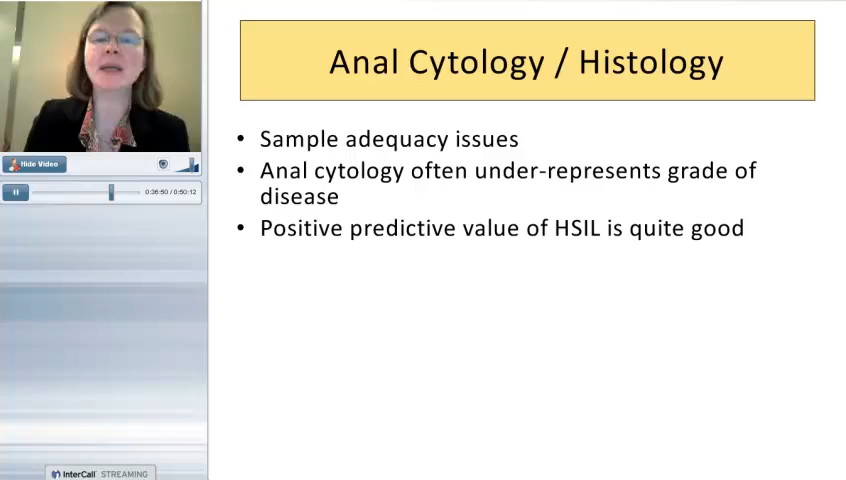 Anal Cytology / Histology
• Sample adequacy issues
• Anal cytology often under-represents grade of
disease
• Positive predictive value of HSIL is quite good
Hide Video
0:36:50 / 0:50:12
InterCall STREAMING